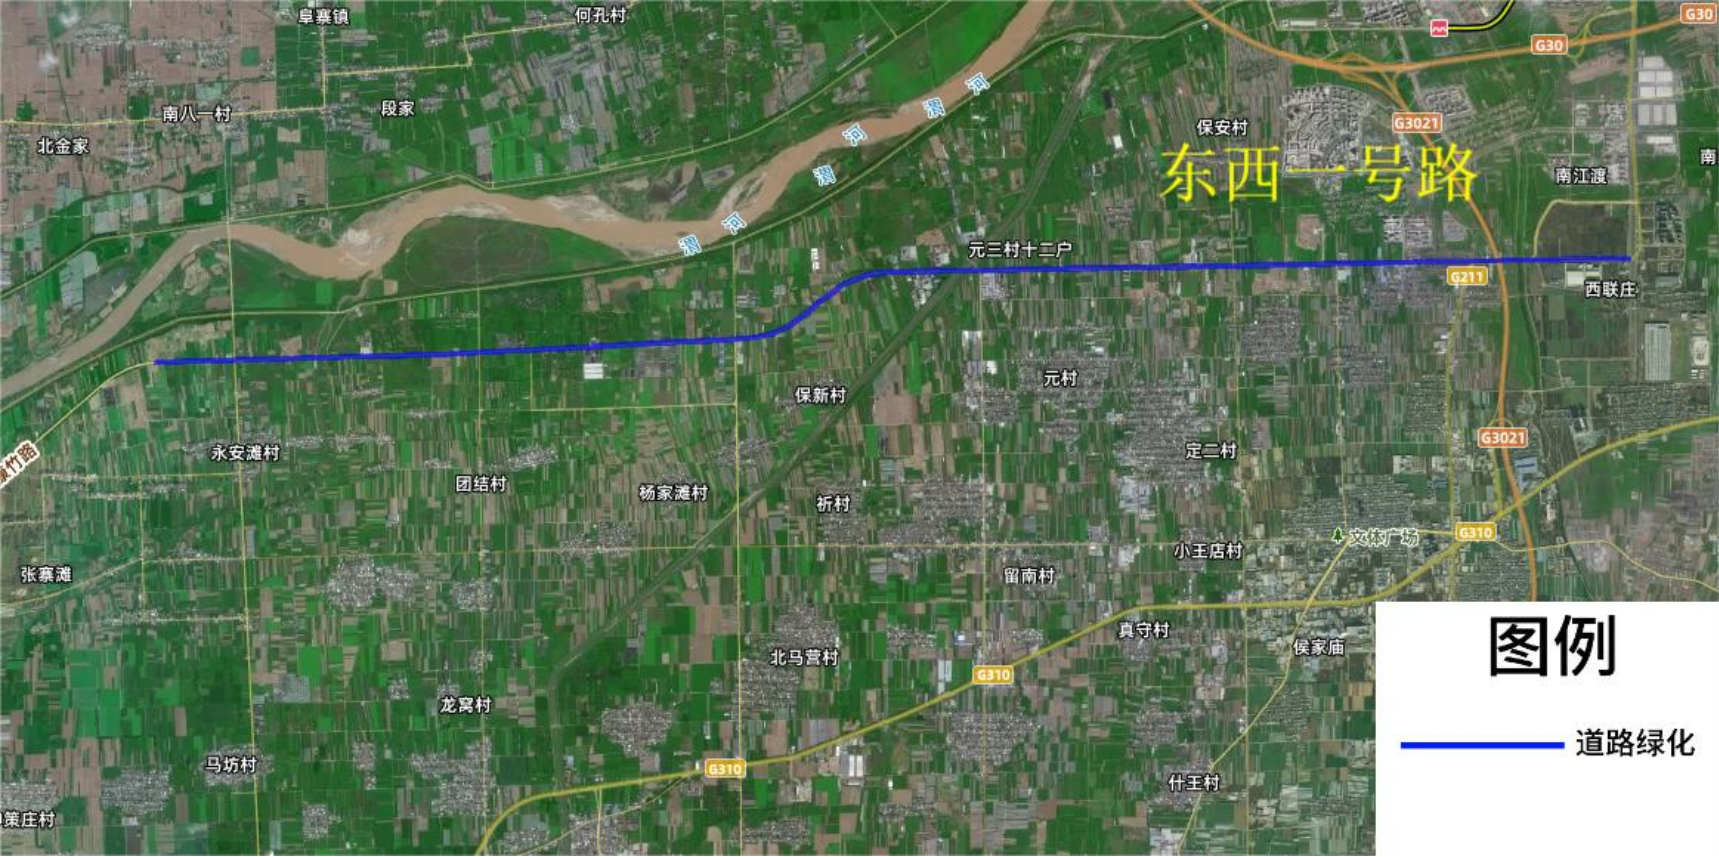 阜寨镇
何孔村
G30
G30
南八一村
段家
北金家
渭河
渭河
渭河
保安村
G3021
东西一号路
南江渡
南
元三村十二户
G211
西联庄
保新村
元村
永安滩村
团结村
杨家滩村
祈村
定二村
G3021
竹路
张寨滩
留南村
小王店村
文体广场
G310
真守村
侯家庙
北马营村
G310
龙窝村
马坊村
G310
什王村
策庄村
图例
道路绿化